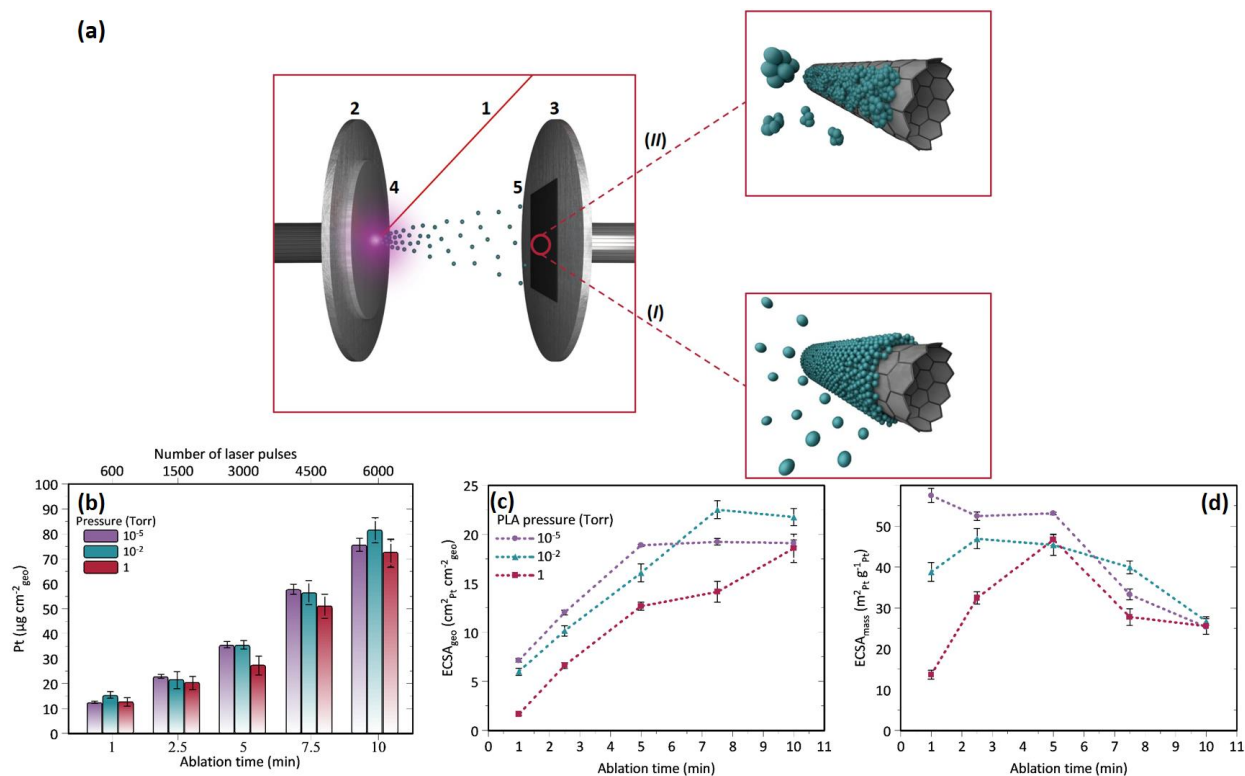 (a)
2
1
3
4
5
(II)
(I)
(b)
Number of laser pulses
600 1500 3000 4500 6000
Pt (µg cm⁻²geo)
100
90
80
70
60
50
40
30
20
10
0
Pressure (Torr)
10⁻⁵
10⁻²
1
1 2.5 5 7.5 10
Ablation time (min)
(c)
ECSAgeo (cm²Pt cm⁻²geo)
25
20
15
10
5
0
PLA pressure (Torr)
10⁻⁵
10⁻²
1
0 1 2 3 4 5 6 7 8 9 10 11
Ablation time (min)
(d)
ECSAmass (m²Pt g⁻¹Pt)
50
40
30
20
10
0
0 1 2 3 4 5 6 7 8 9 10 11
Ablation time (min)